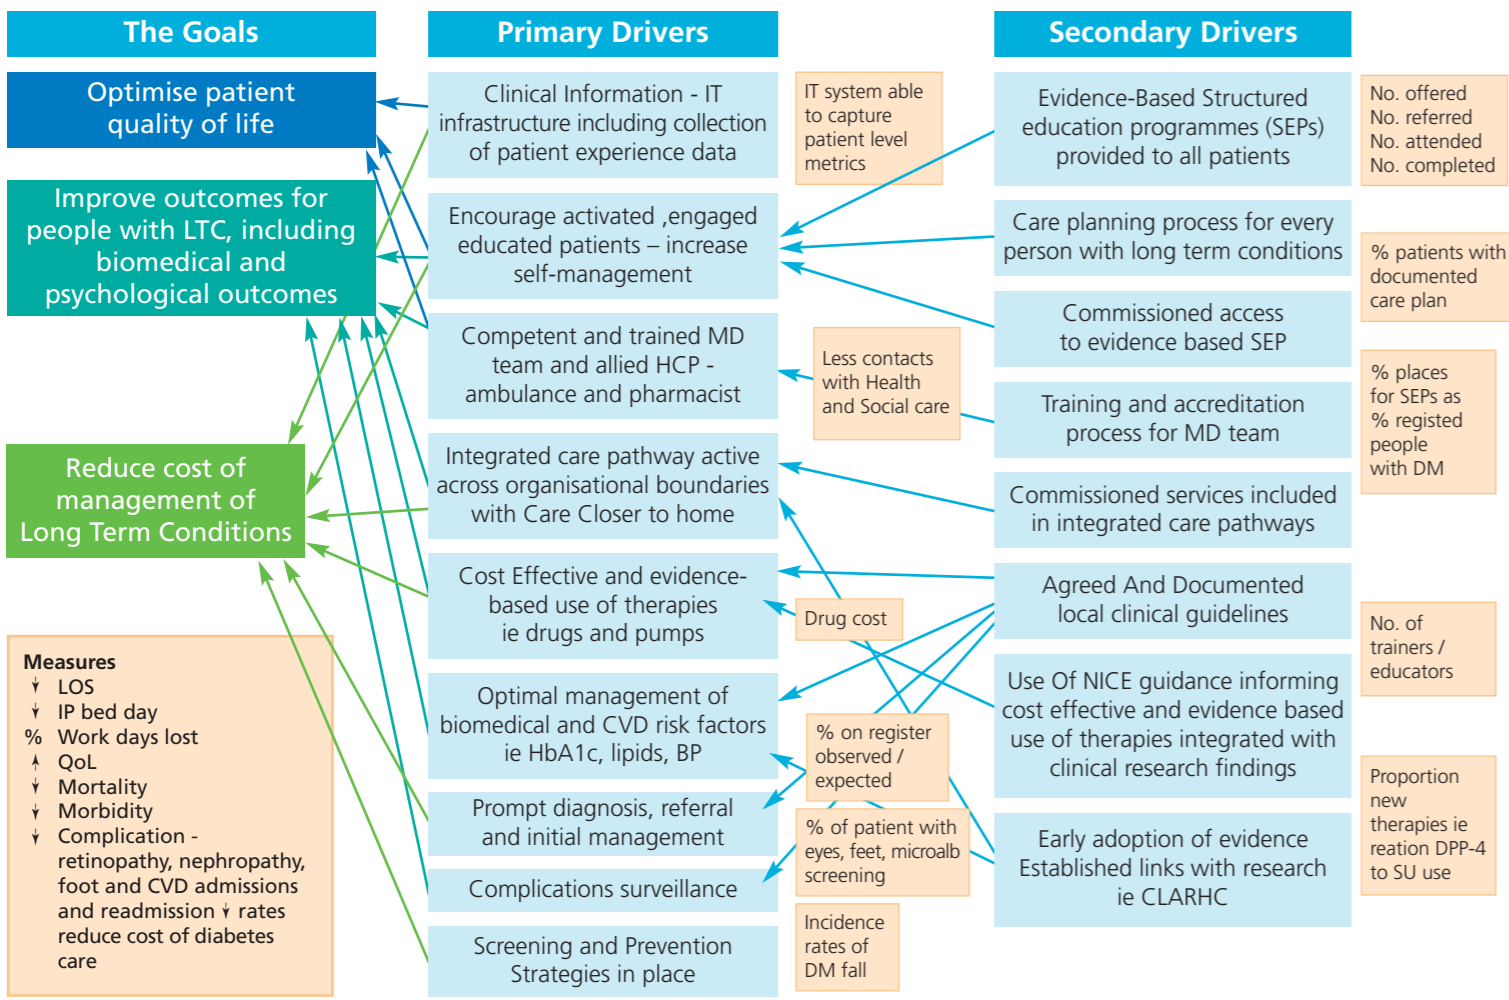 The Goals
Optimise patient
quality of life
Improve outcomes for
people with LTC, including
biomedical and
psychological outcomes
Reduce cost of
management of
Long Term Conditions
Measures
↓ LOS
↓ IP bed day
% Work days lost
↑ QoL
↓ Mortality
↓ Morbidity
↓ Complication -
retinopathy, nephropathy,
foot and CVD admissions
and readmission ↓ rates
reduce cost of diabetes
care
Primary Drivers
Clinical Information - IT
infrastructure including collection
of patient experience data
Encourage activated ,engaged
educated patients – increase
self-management
Competent and trained MD
team and allied HCP -
ambulance and pharmacist
Integrated care pathway active
across organisational boundaries
with Care Closer to home
Cost Effective and evidence-
based use of therapies
ie drugs and pumps
Optimal management of
biomedical and CVD risk factors
ie HbA1c, lipids, BP
Prompt diagnosis, referral
and initial management
Complications surveillance
Screening and Prevention
Strategies in place
IT system able
to capture
patient level
metrics
Less contacts
with Health
and Social care
Drug cost
% on register
observed /
expected
% of patient with
eyes, feet, microalb
screening
Incidence
rates of
DM fall
Secondary Drivers
Evidence-Based Structured
education programmes (SEPs)
provided to all patients
Care planning process for every
person with long term conditions
Commissioned access
to evidence based SEP
Training and accreditation
process for MD team
Commissioned services included
in integrated care pathways
Agreed And Documented
local clinical guidelines
Use Of NICE guidance informing
cost effective and evidence based
use of therapies integrated with
clinical research findings
Early adoption of evidence
Established links with research
ie CLARHC
No. offered
No. referred
No. attended
No. completed
% patients with
documented
care plan
% places
for SEPs as
% registed
people
with DM
No. of
trainers /
educators
Proportion
new
therapies ie
reation DPP-4
to SU use